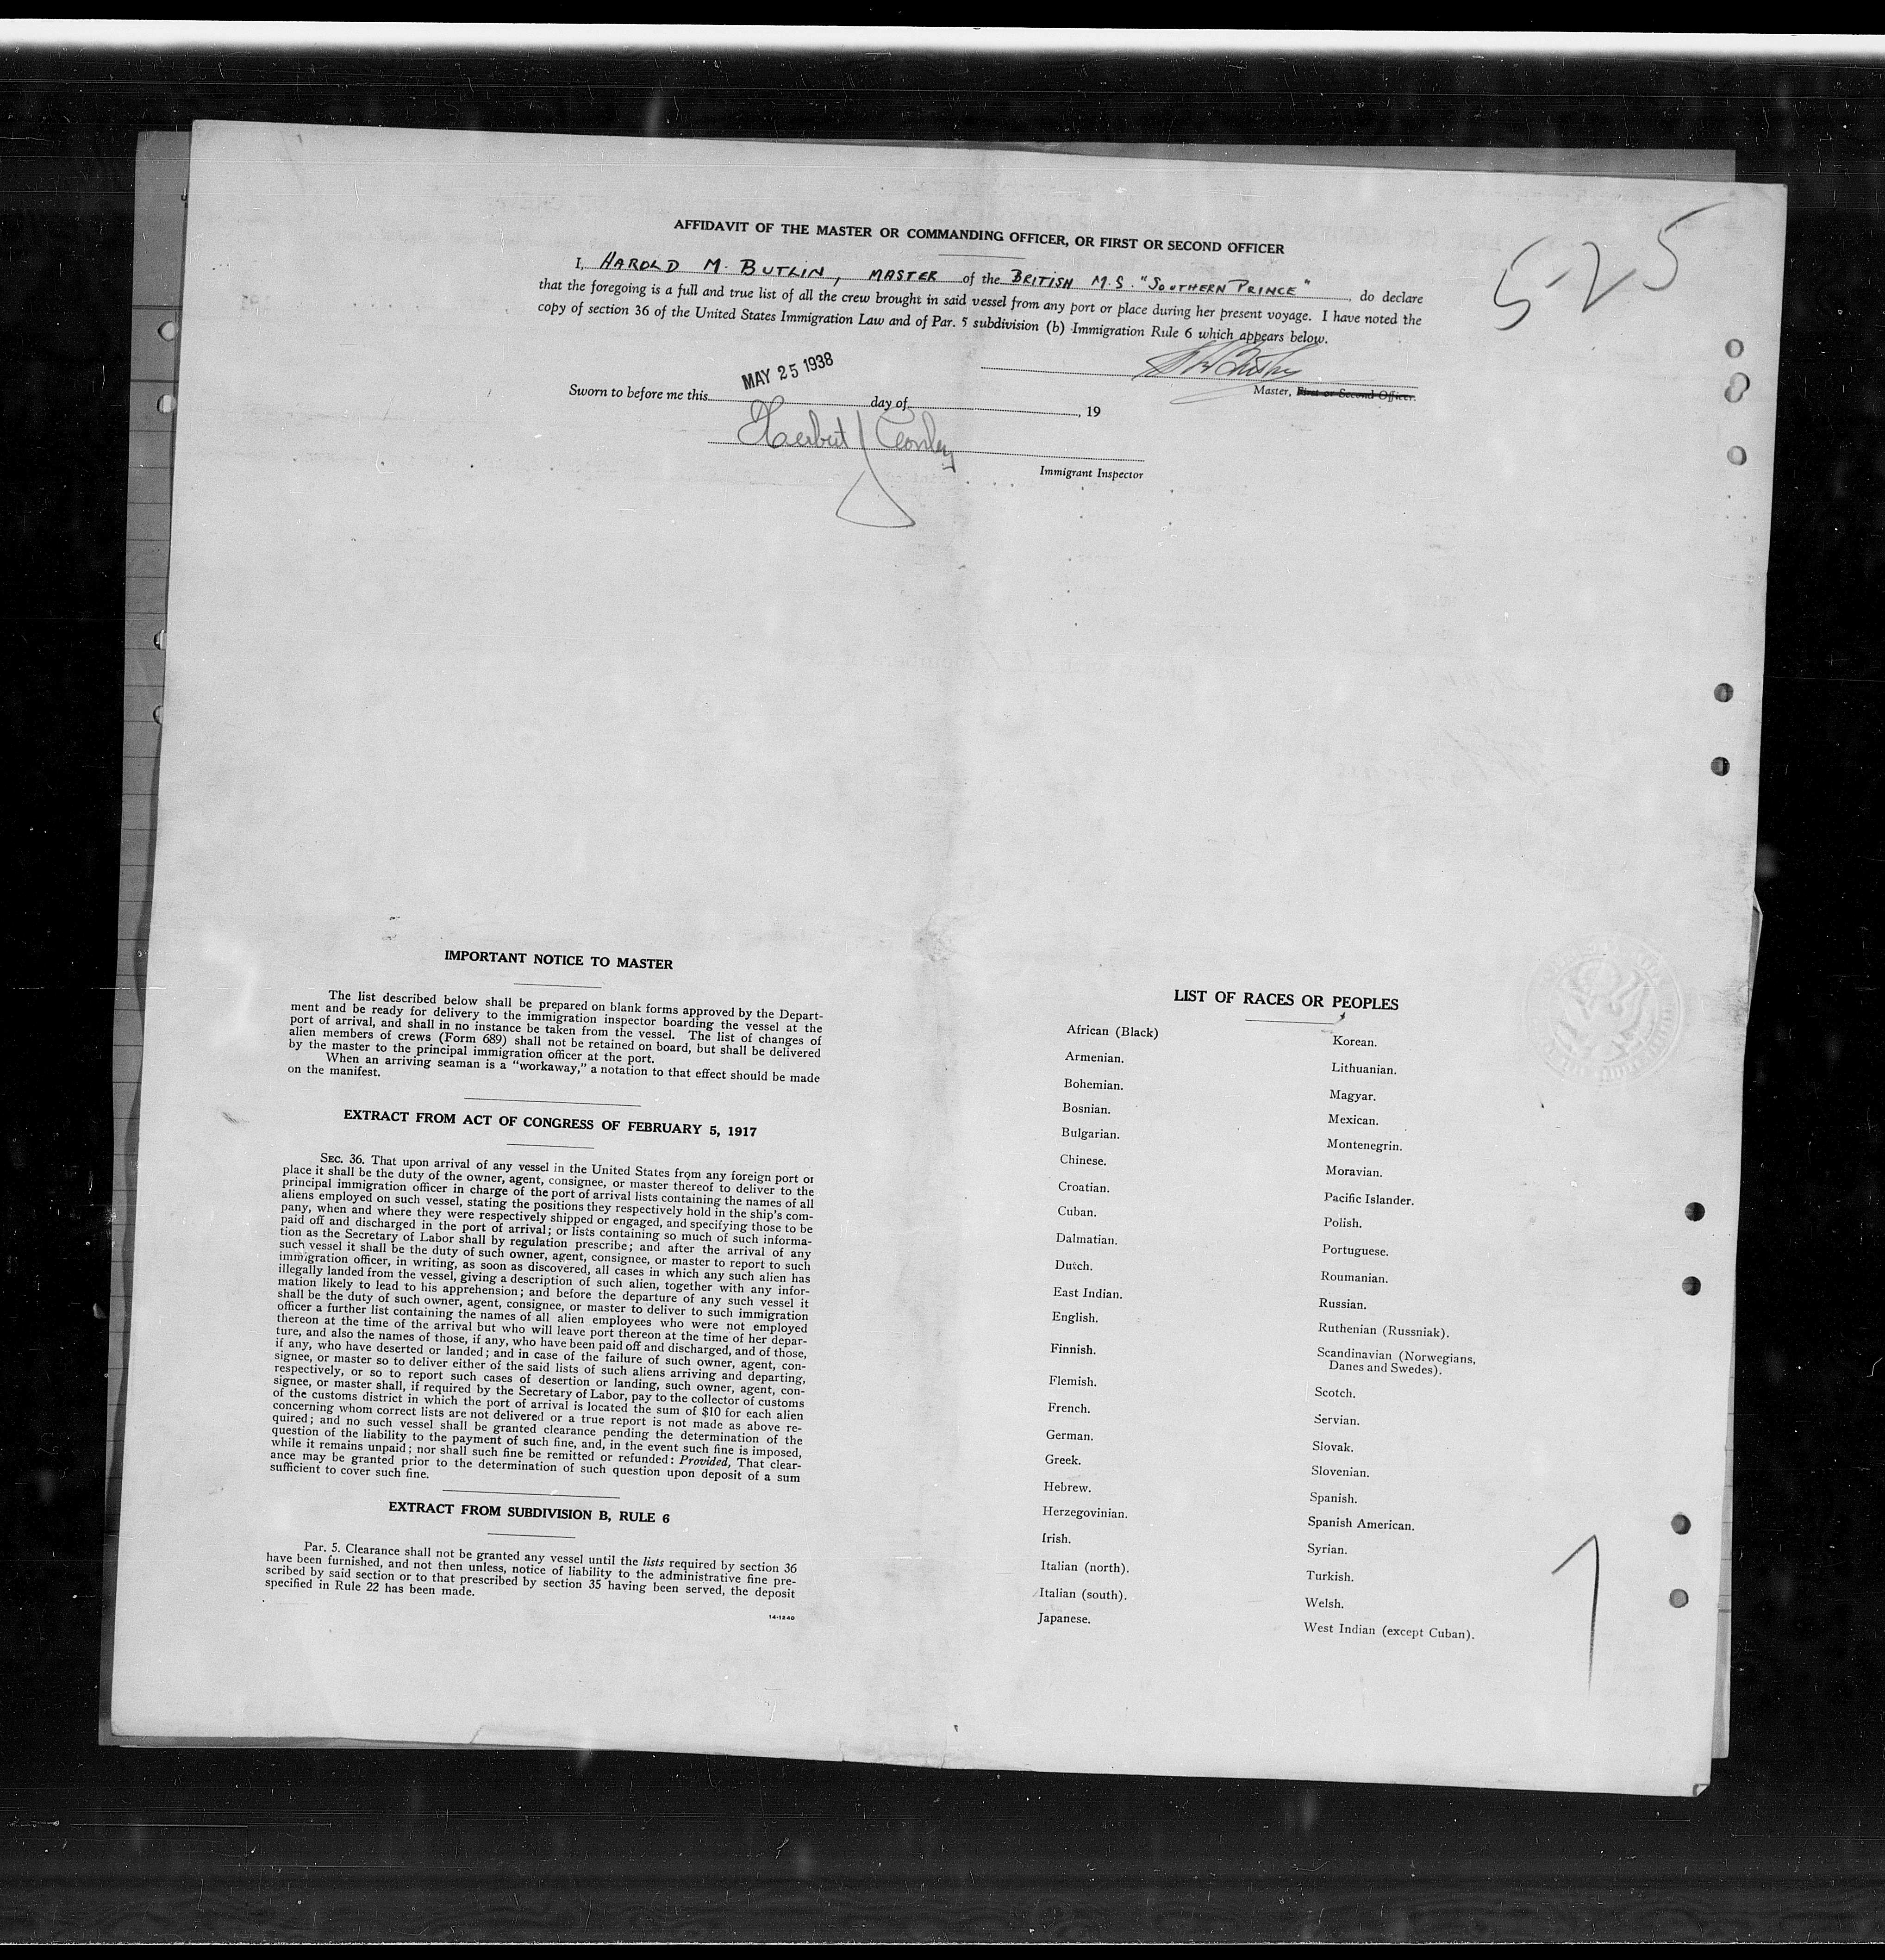 AFFIDAVIT OF THE MASTER OR COMMANDING OFFICER, OR FIRST OR SECOND OFFICER
I, HAROLD M. BUTLIN, MASTER of the BRITISH M.S. "SOUTHERN PRINCE", do declare
that the foregoing is a full and true list of all the crew brought in said vessel from any port or place during her present voyage. I have noted the
copy of section 36 of the United States Immigration Law and of Par. 5 subdivision (b) Immigration Rule 6 which appears below.
5-25
Master, First or Second Officer.
MAY 25 1938
Sworn to before me this day of , 19
Herbert J
Immigrant Inspector
IMPORTANT NOTICE TO MASTER
The list described below shall be prepared on blank forms approved by the Depart-
ment and be ready for delivery to the immigration inspector boarding the vessel at the
port of arrival, and shall in no instance be taken from the vessel. The list of changes of
alien members of crews (Form 689) shall not be retained on board, but shall be delivered
by the master to the principal immigration officer at the port.
When an arriving seaman is a "workaway," a notation to that effect should be made
on the manifest.
EXTRACT FROM ACT OF CONGRESS OF FEBRUARY 5, 1917
SEC. 36. That upon arrival of any vessel in the United States from any foreign port or
place it shall be the duty of the owner, agent, consignee, or master thereof to deliver to the
principal immigration officer in charge of the port of arrival lists containing the names of all
aliens employed on such vessel, stating the positions they respectively hold in the ship's com-
pany, when and where they were respectively shipped or engaged, and specifying those to be
paid off and discharged in the port of arrival; or lists containing so much of such informa-
tion as the Secretary of Labor shall by regulation prescribe; and after the arrival of any
such vessel it shall be the duty of such owner, agent, consignee, or master to report to such
immigration officer, in writing, as soon as discovered, all cases in which any such alien has
illegally landed from the vessel, giving a description of such alien, together with any infor-
mation likely to lead to his apprehension; and before the departure of any such vessel it
shall be the duty of such owner, agent, consignee, or master to deliver to such immigration
officer a further list containing the names of all alien employees who were not employed
thereon at the time of the arrival but who will leave port thereon at the time of her depar-
ture, and also the names of those, if any, who have been paid off and discharged, and of those,
if any, who have deserted or landed; and in case of the failure of such owner, agent, con-
signee, or master so to deliver either of the said lists of such aliens arriving and departing,
respectively, or so to report such cases of desertion or landing, such owner, agent, con-
signee, or master shall, if required by the Secretary of Labor, pay to the collector of customs
of the customs district in which the port of arrival is located the sum of $10 for each alien
concerning whom correct lists are not delivered or a true report is not made as above re-
quired; and no such vessel shall be granted clearance pending the determination of the
question of the liability to the payment of such fine, and, in the event such fine is imposed,
while it remains unpaid; nor shall such fine be remitted or refunded: Provided, That clear-
ance may be granted prior to the determination of such question upon deposit of a sum
sufficient to cover such fine.
EXTRACT FROM SUBDIVISION B, RULE 6
Par. 5. Clearance shall not be granted any vessel until the lists required by section 36
have been furnished, and not then unless, notice of liability to the administrative fine pre-
scribed by said section or to that prescribed by section 35 having been served, the deposit
specified in Rule 22 has been made.
14-1240
LIST OF RACES OR PEOPLES
African (Black)
Armenian.
Bohemian.
Bosnian.
Bulgarian.
Chinese.
Croatian.
Cuban.
Dalmatian.
Dutch.
East Indian.
English.
Finnish.
Flemish.
French.
German.
Greek.
Hebrew.
Herzegovinian.
Irish.
Italian (north).
Italian (south).
Japanese.
Korean.
Lithuanian.
Magyar.
Mexican.
Montenegrin.
Moravian.
Pacific Islander.
Polish.
Portuguese.
Roumanian.
Russian.
Ruthenian (Russniak).
Scandinavian (Norwegians,
Danes and Swedes).
Scotch.
Servian.
Slovak.
Slovenian.
Spanish.
Spanish American.
Syrian.
Turkish.
Welsh.
West Indian (except Cuban).
1